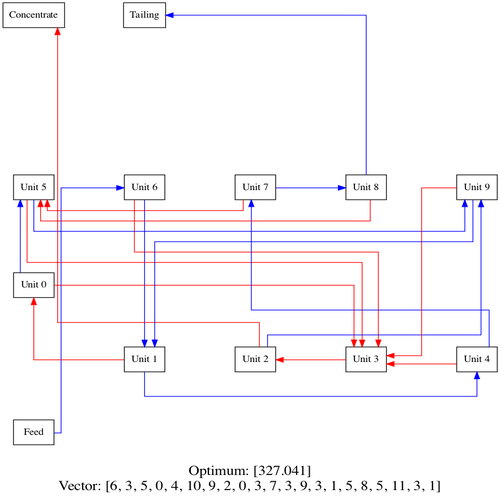 Concentrate Tailing
Unit 5 Unit 6 Unit 7 Unit 8 Unit 9
Unit 0
Unit 1 Unit 2 Unit 3 Unit 4
Feed
Optimum: [327.041]
Vector: [6, 3, 5, 0, 4, 10, 9, 2, 0, 3, 7, 3, 9, 3, 1, 5, 8, 5, 11, 3, 1]